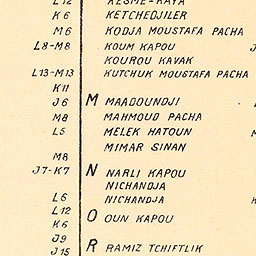 L12 KESME-KAYA
K6 KETCHEDJILER
M6 KODJA MOUSTAFA PACHA
L8-M8 KOUM KAPOU
KOUROU KAVAK
L13-M13 KUTCHUK MOUSTAFA PACHA
K11
J6 M MAADOUNDJI
M8 MAHMOUD PACHA
L5 MELEK HATOUN
MIMAR SINAN
M8
J7-K7 N NARLI KAPOU
NICHANDJA
L6 NICHANDJA
L12 O OUN KAPOU
K6
J9
J15 R RAMIZ TCHIFTLIK